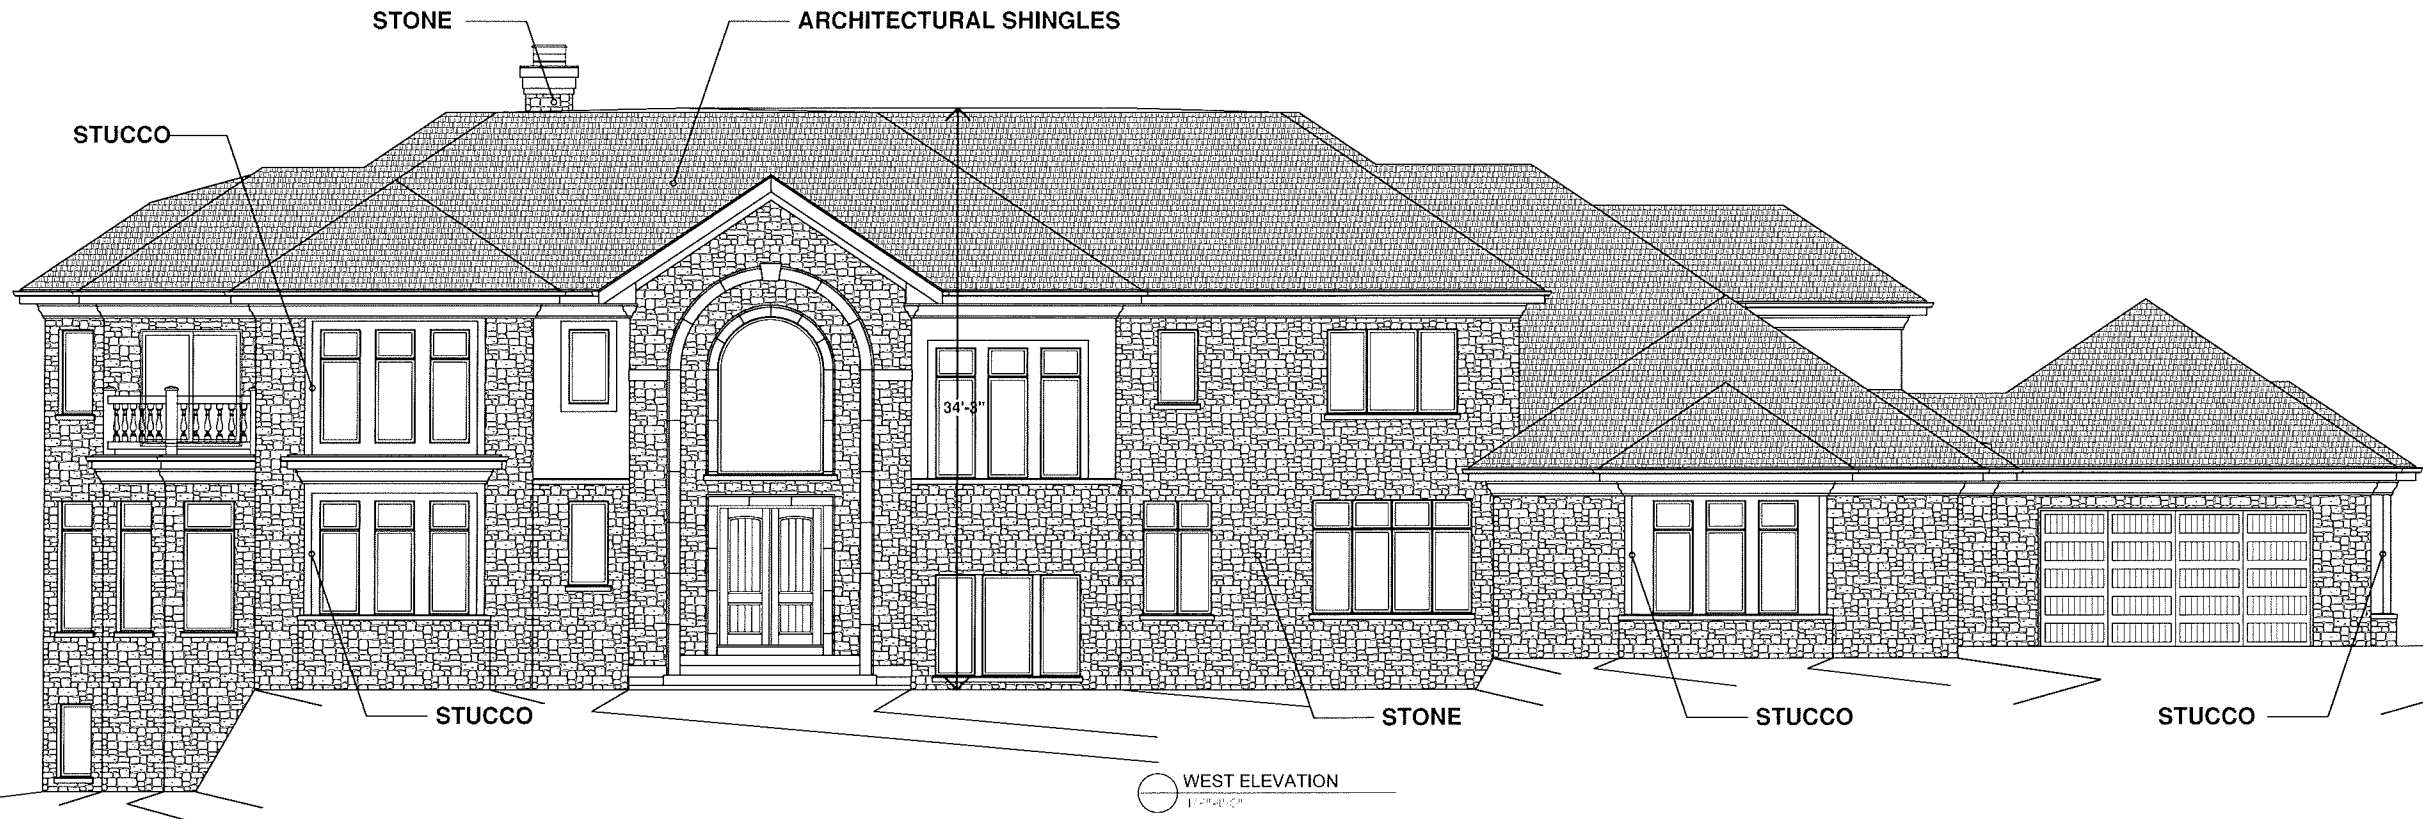 STONE
ARCHITECTURAL SHINGLES
STUCCO
34'-3"
STUCCO
STONE
STUCCO
STUCCO
WEST ELEVATION